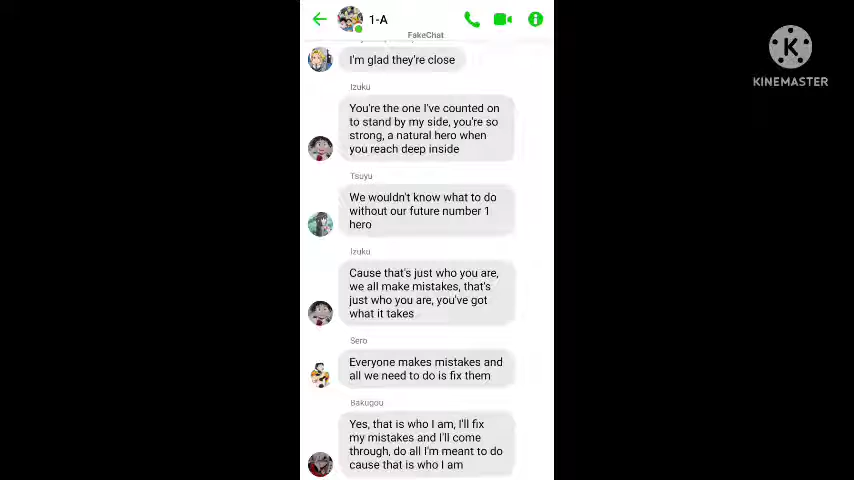 1-A
FakeChat
I'm glad they're close
Izuku
You're the one I've counted on
to stand by my side, you're so
strong, a natural hero when
you reach deep inside
Tsuyu
We wouldn't know what to do
without our future number 1
hero
Izuku
Cause that's just who you are,
we all make mistakes, that's
just who you are, you've got
what it takes
Sero
Everyone makes mistakes and
all we need to do is fix them
Bakugou
Yes, that is who I am, I'll fix
my mistakes and I'll come
through, do all I'm meant to do
cause that is who I am
K
KINEMASTER